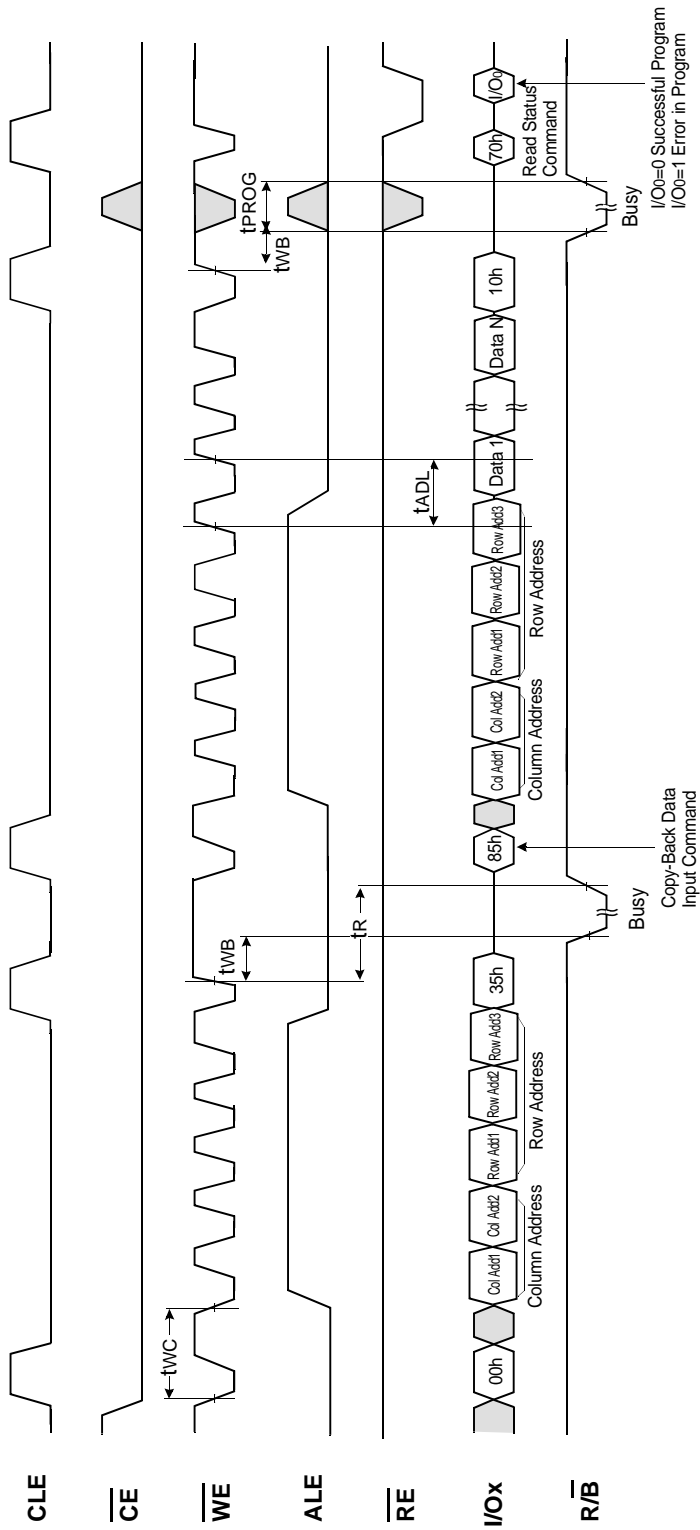 CLE
CE
WE
ALE
RE
I/Ox
R/B
tWC
tWB
tR
tADL
tWB
tPROG
00h
Col Add1
Col Add2
Row Add1
Row Add2
Row Add3
35h
85h
Col Add1
Col Add2
Row Add1
Row Add2
Row Add3
Data 1
Data N
10h
70h
I/O0
Column Address
Row Address
Column Address
Row Address
Read Status
Command
Busy
Busy
Copy-Back Data
Input Command
I/O0=0 Successful Program
I/O0=1 Error in Program